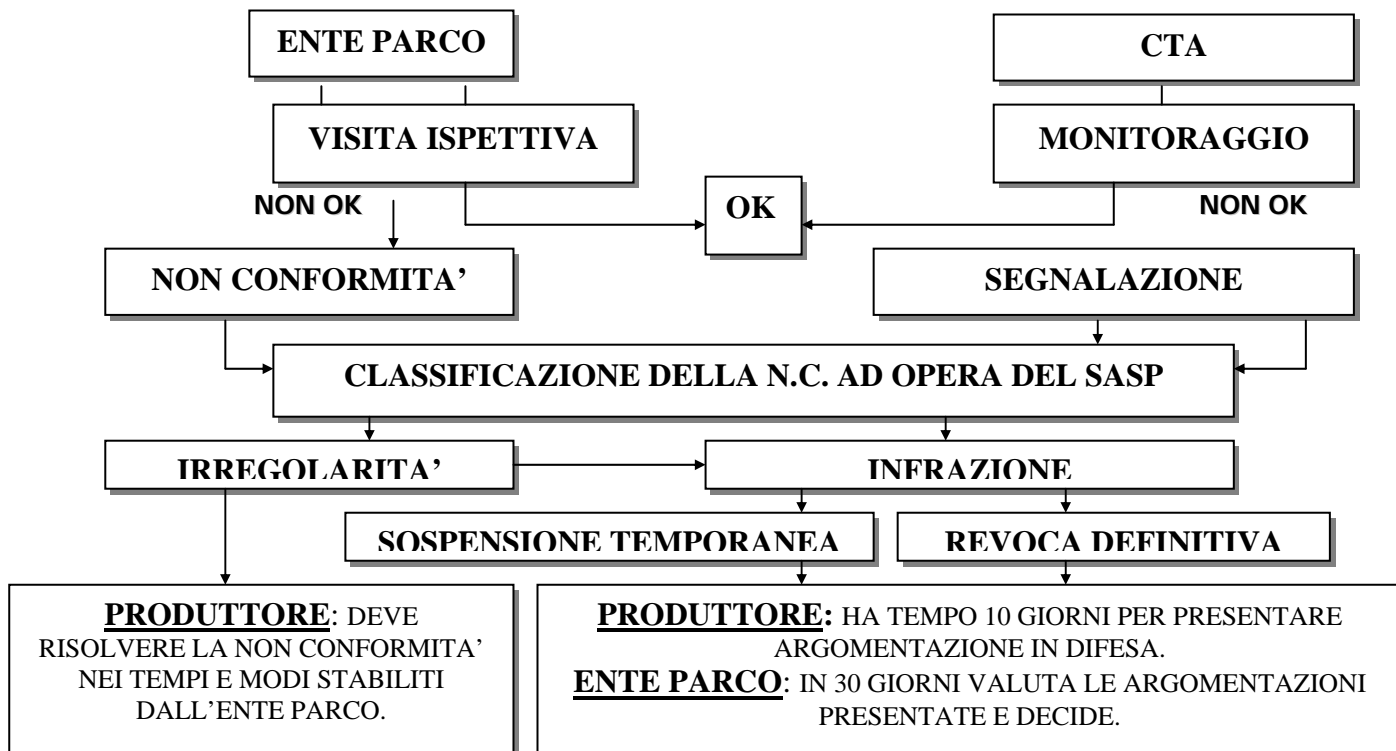 ENTE PARCO
CTA
VISITA ISPETTIVA
MONITORAGGIO
NON OK
OK
NON OK
NON CONFORMITA’
SEGNALAZIONE
CLASSIFICAZIONE DELLA N.C. AD OPERA DEL SASP
IRREGOLARITA’
INFRAZIONE
SOSPENSIONE TEMPORANEA
REVOCA DEFINITIVA
PRODUTTORE: DEVE
RISOLVERE LA NON CONFORMITA’
NEI TEMPI E MODI STABILITI
DALL’ENTE PARCO.
PRODUTTORE: HA TEMPO 10 GIORNI PER PRESENTARE
ARGOMENTAZIONE IN DIFESA.
ENTE PARCO: IN 30 GIORNI VALUTA LE ARGOMENTAZIONI
PRESENTATE E DECIDE.